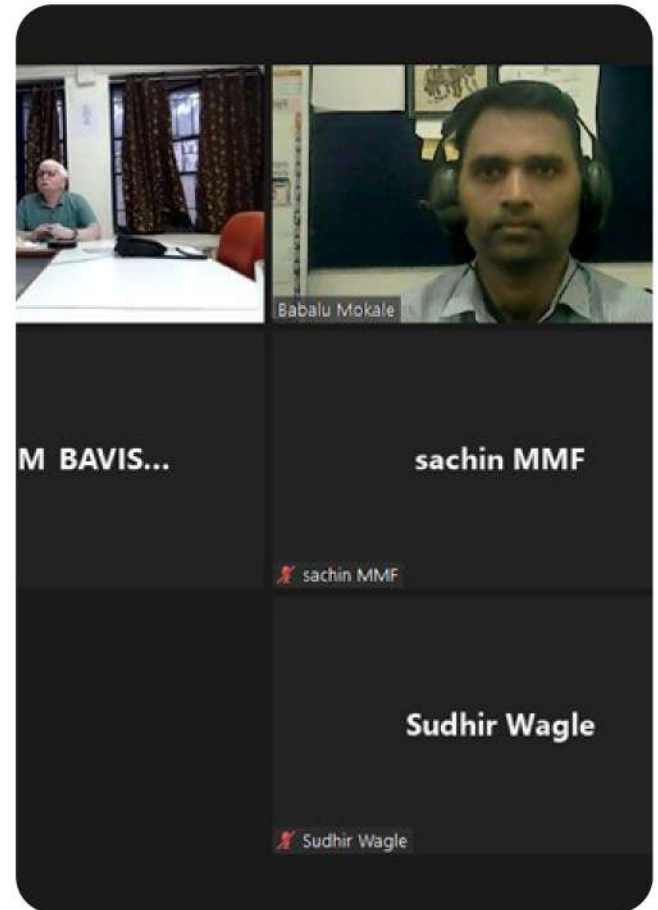 Babalu Mokale
M BAVIS...
sachin MMF
sachin MMF
Sudhir Wagle
Sudhir Wagle